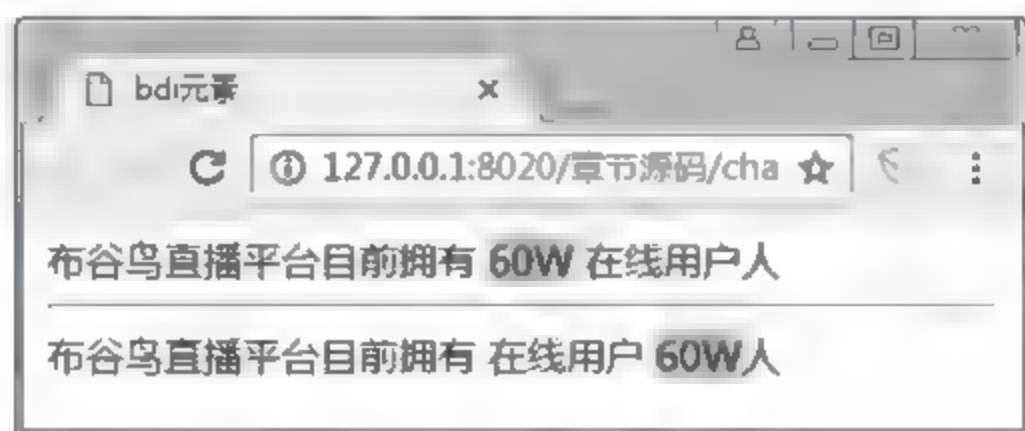 bdi元素
127.0.0.1:8020/章节源码/cha
布谷鸟直播平台目前拥有 60W 在线用户人
布谷鸟直播平台目前拥有 在线用户 60W人